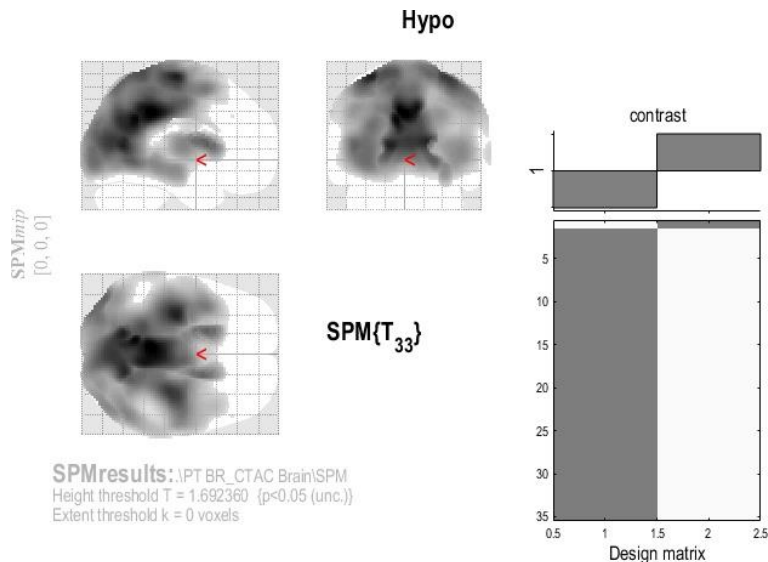 Hypo
SPMmip
[0, 0, 0]
<
<
<
SPM{T33}
SPMresults:.\PT BR_CTAC Brain\SPM
Height threshold T = 1.692360 {p<0.05 (unc.)}
Extent threshold k = 0 voxels
contrast
1
5
10
15
20
25
30
35
0.5 1 1.5 2 2.5
Design matrix